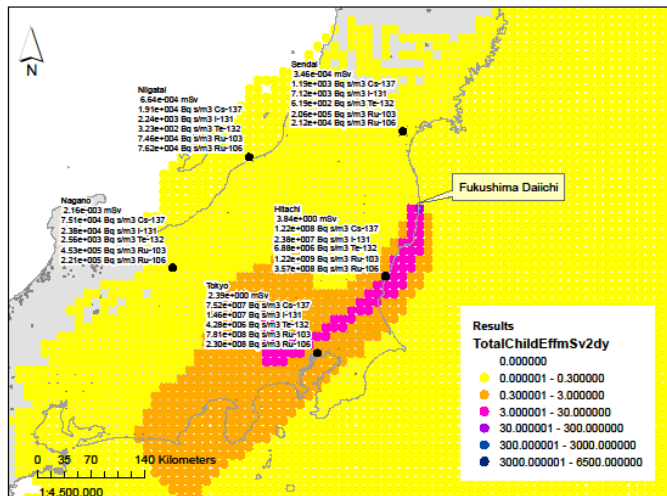 N
Sendai
3.46e-004 mSv
1.19e+003 Bq s/m3 Cs-137
7.12e+003 Bq s/m3 I-131
6.19e+002 Bq s/m3 Te-132
2.06e+005 Bq s/m3 Ru-103
2.12e+004 Bq s/m3 Ru-106
Niigatai
6.64e-004 mSv
1.91e+004 Bq s/m3 Cs-137
2.24e+003 Bq s/m3 I-131
3.23e+002 Bq s/m3 Te-132
7.46e+004 Bq s/m3 Ru-103
7.62e+004 Bq s/m3 Ru-106
Fukushima Daiichi
Nagano
2.16e-003 mSv
7.51e+004 Bq s/m3 Cs-137
2.38e+004 Bq s/m3 I-131
2.56e+003 Bq s/m3 Te-132
4.53e+005 Bq s/m3 Ru-103
2.21e+005 Bq s/m3 Ru-106
Hitachi
3.84e+000 mSv
1.22e+008 Bq s/m3 Cs-137
2.38e+007 Bq s/m3 I-131
6.88e+006 Bq s/m3 Te-132
1.22e+009 Bq s/m3 Ru-103
3.57e+008 Bq s/m3 Ru-106
Tokyo
2.39e+000 mSv
7.52e+007 Bq s/m3 Cs-137
1.46e+007 Bq s/m3 I-131
4.28e+006 Bq s/m3 Te-132
7.81e+008 Bq s/m3 Ru-103
2.30e+008 Bq s/m3 Ru-106
Results
TotalChildEffmSv2dy
0.000000
0.000001 - 0.300000
0.300001 - 3.000000
3.000001 - 30.000000
30.000001 - 300.000000
300.000001 - 3000.000000
3000.000001 - 6500.000000
0 35 70 140 Kilometers
1:4,500,000